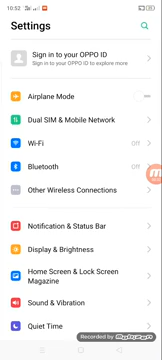 10:52
Settings
Sign in to your OPPO ID
Sign in to your OPPO ID to explore more
Airplane Mode
Dual SIM & Mobile Network
Wi-Fi Off
Bluetooth Off
Other Wireless Connections
Notification & Status Bar
Display & Brightness
Home Screen & Lock Screen
Magazine
Sound & Vibration
Quiet Time
Recorded by